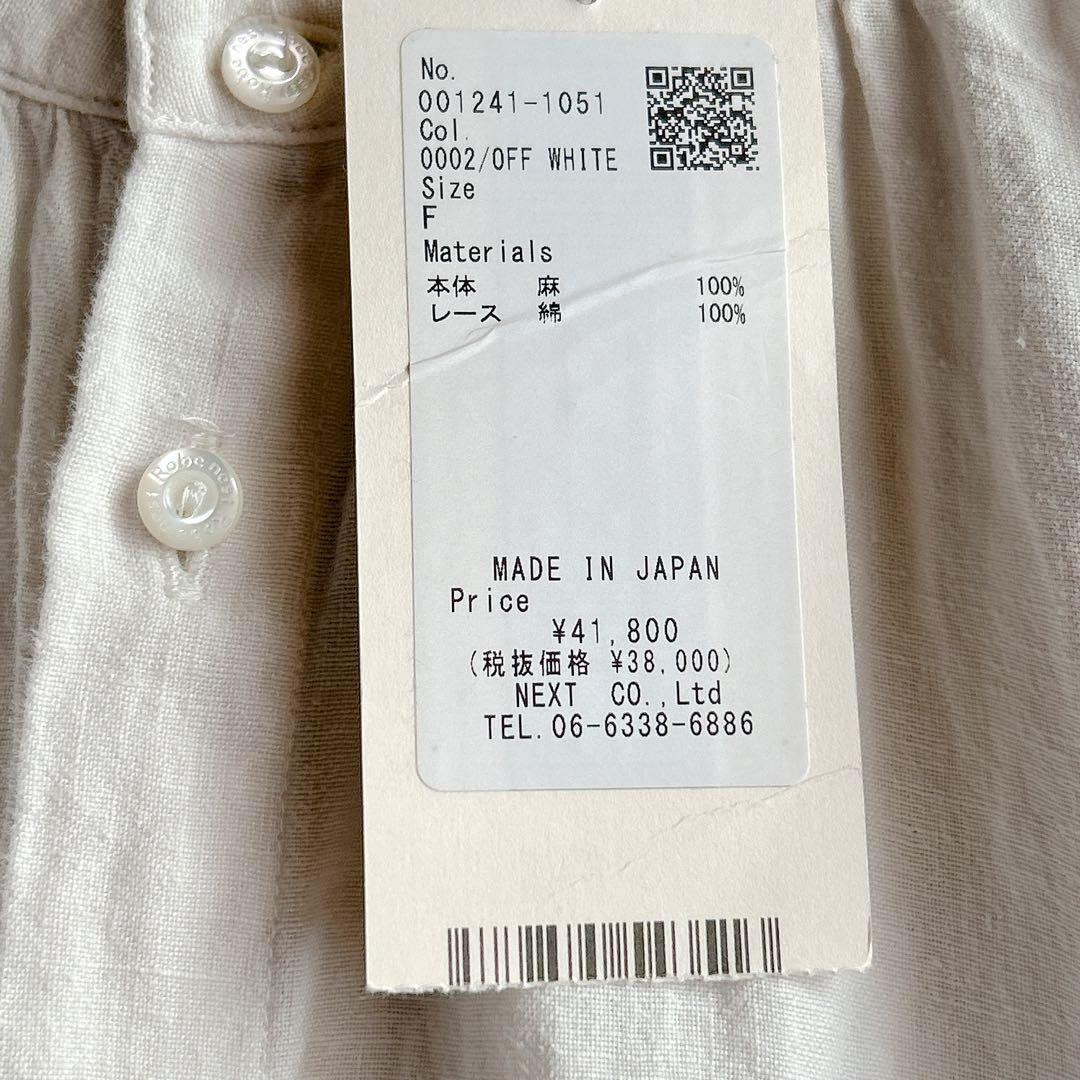 No.
001241-1051
Col.
0002/OFF WHITE
Size
F
Materials
本体 麻 100%
レース 綿 100%
MADE IN JAPAN
Price
¥41,800
(税抜価格 ¥38,000)
NEXT CO.,Ltd
TEL.06-6338-6886
Robe